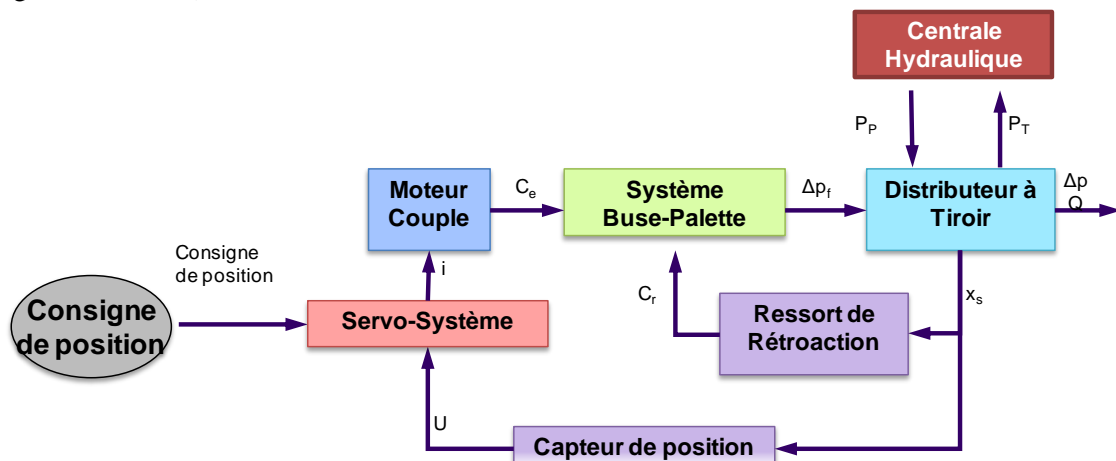 Centrale
Hydraulique
P_P
P_T
Moteur
Couple
C_e
Système
Buse-Palette
Δp_f
Distributeur à
Tiroir
Δp
Q
Consigne
de position
i
C_r
x_s
Consigne
de position
Servo-Système
Ressort de
Rétroaction
U
Capteur de position